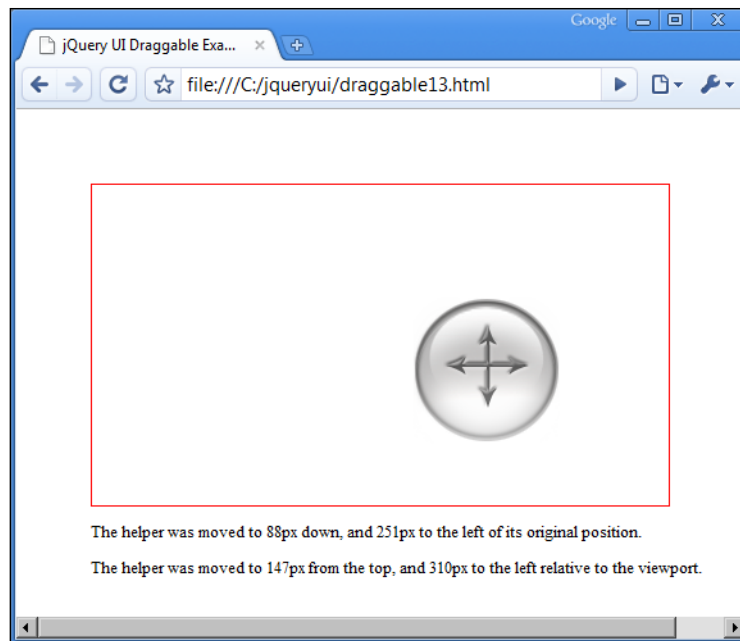 Google
jQuery UI Draggable Exa...
file:///C:/jqueryui/draggable13.html
The helper was moved to 88px down, and 251px to the left of its original position.
The helper was moved to 147px from the top, and 310px to the left relative to the viewport.